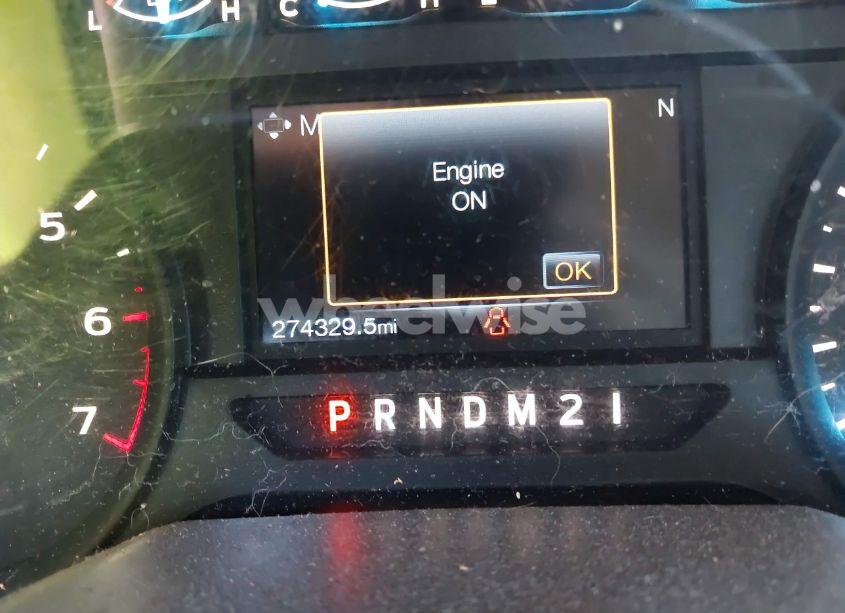 L H C H
M N
Engine
ON
OK
5
wheelwise
274329.5mi
6
7
P R N D M 2 1